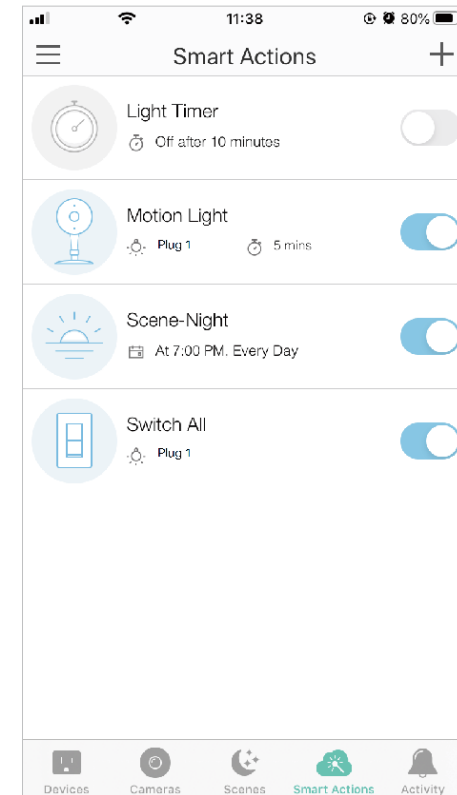 11:38
80%
Smart Actions
Light Timer
Off after 10 minutes
Motion Light
Plug 1
5 mins
Scene-Night
At 7:00 PM. Every Day
Switch All
Plug 1
Devices
Cameras
Scenes
Smart Actions
Activity